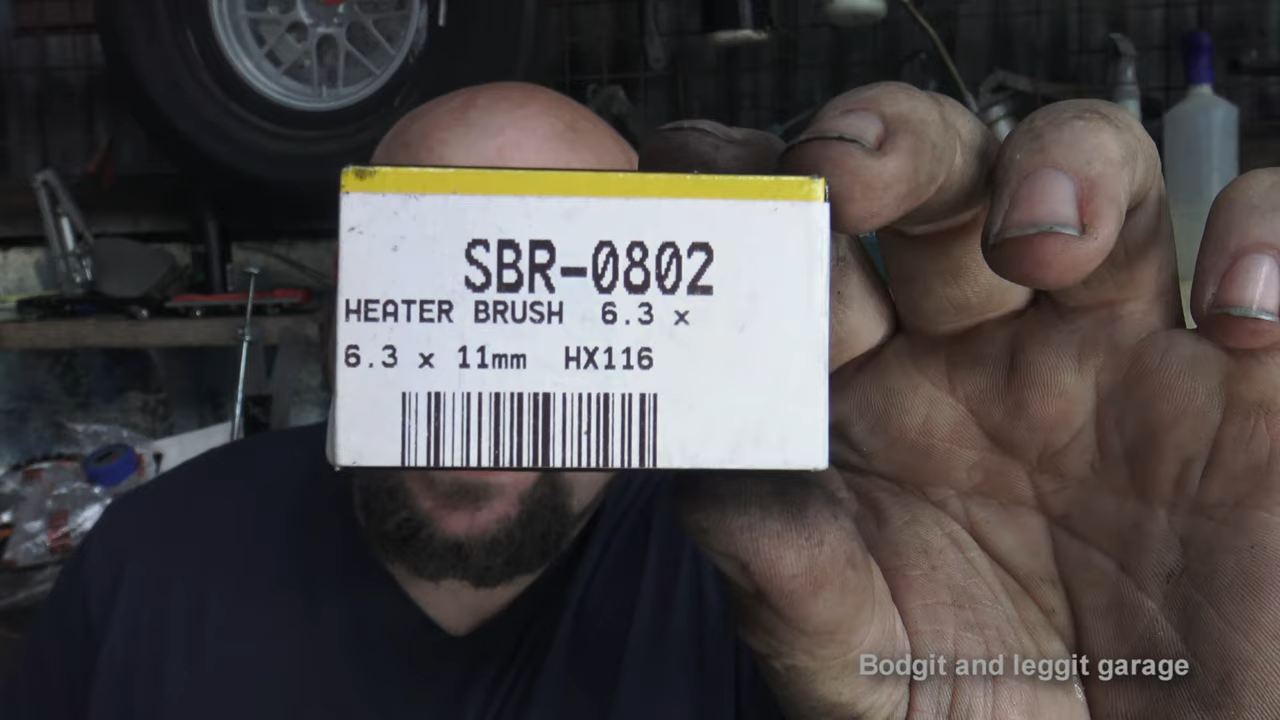 SBR-0802
HEATER BRUSH 6.3 x
6.3 x 11mm HX116
Bodgit and leggit garage